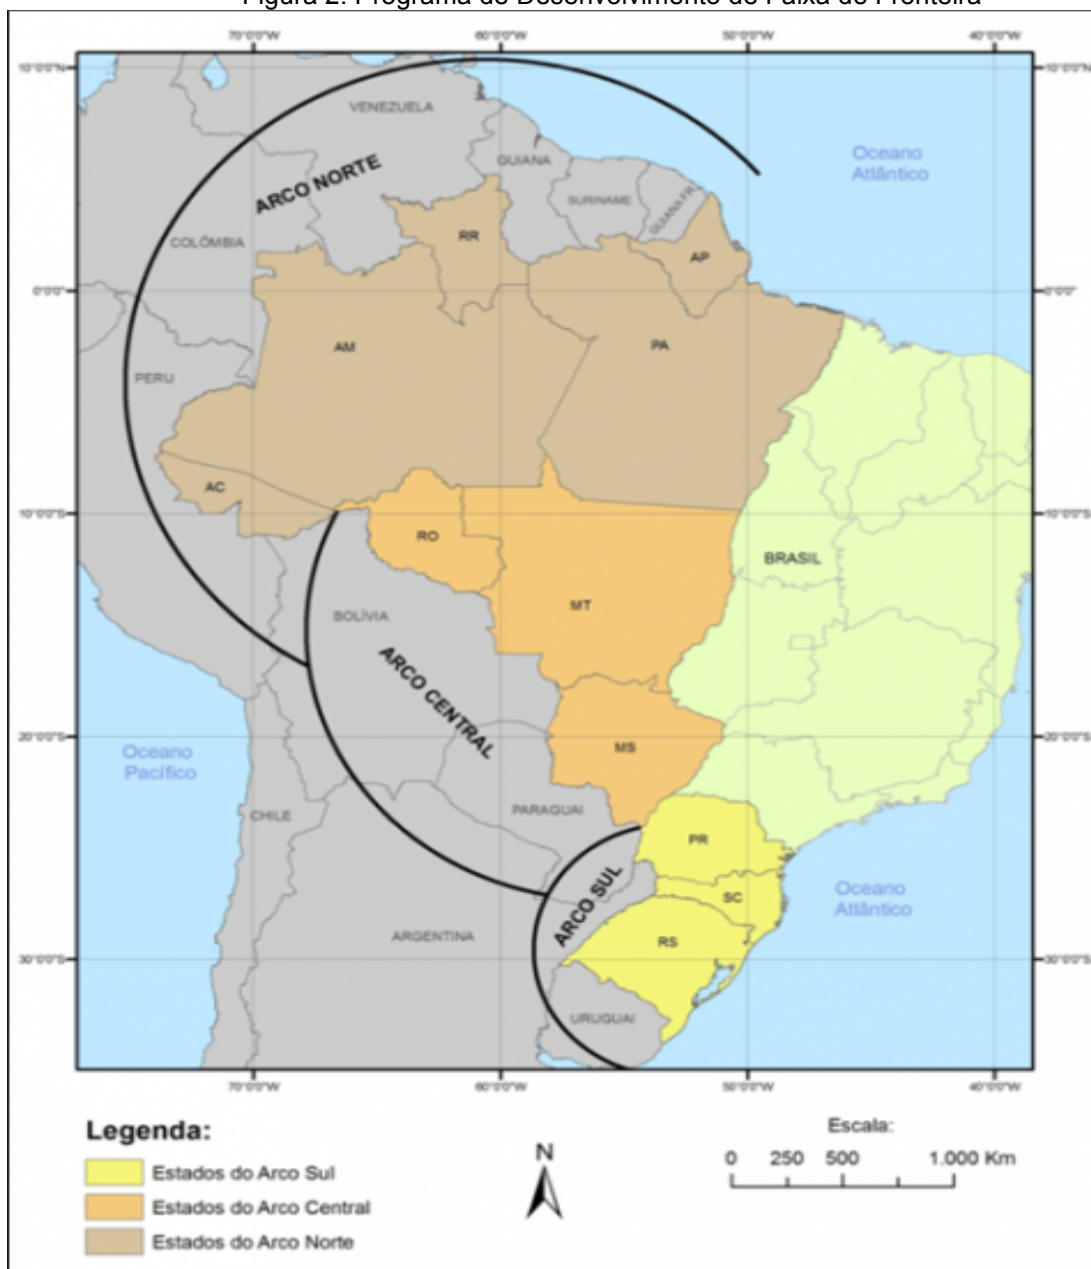 Figura 2: Programa de Desenvolvimento de Faixa de Fronteira
70°0'0"W 60°0'0"W 50°0'0"W 40°0'0"W
10°0'0"N 10°0'0"N
VENEZUELA
GUIANA
Oceano
Atlântico
ARCO NORTE
SURINAME
GUIANA FR.
COLÔMBIA
RR
AP
0°0'0" 0°0'0"
AM
PA
PERU
AC
10°0'0"S 10°0'0"S
RO
BRASIL
MT
BOLÍVIA
ARCO CENTRAL
20°0'0"S 20°0'0"S
MS
Oceano
Pacífico
PARAGUAI
CHILE
PR
ARCO SUL
SC
Oceano
Atlântico
ARGENTINA
RS
30°0'0"S 30°0'0"S
URUGUAI
70°0'0"W 60°0'0"W 50°0'0"W 40°0'0"W
Legenda:
Estados do Arco Sul
Estados do Arco Central
Estados do Arco Norte
N
Escala:
0 250 500 1.000 Km